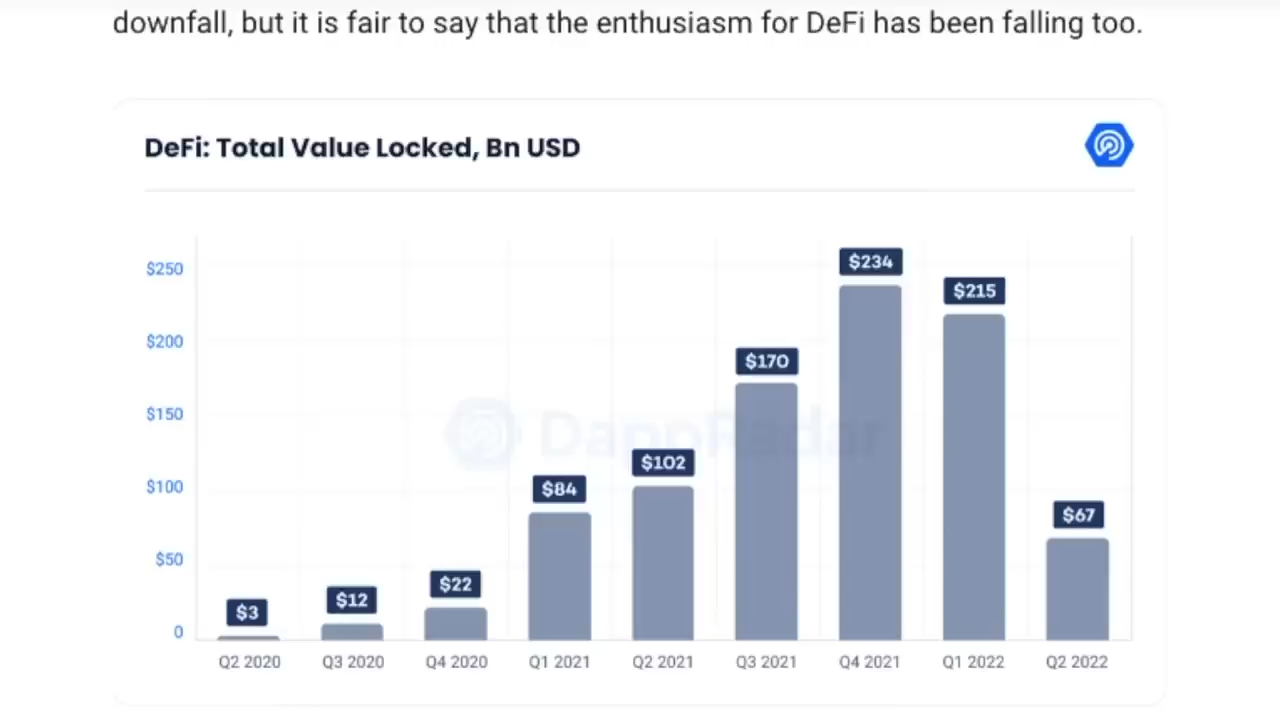 downfall, but it is fair to say that the enthusiasm for DeFi has been falling too.
DeFi: Total Value Locked, Bn USD
$250
$200
$150
$100
$50
0
$3
$12
$22
$84
$102
$170
$234
$215
$67
DappRadar
Q2 2020
Q3 2020
Q4 2020
Q1 2021
Q2 2021
Q3 2021
Q4 2021
Q1 2022
Q2 2022